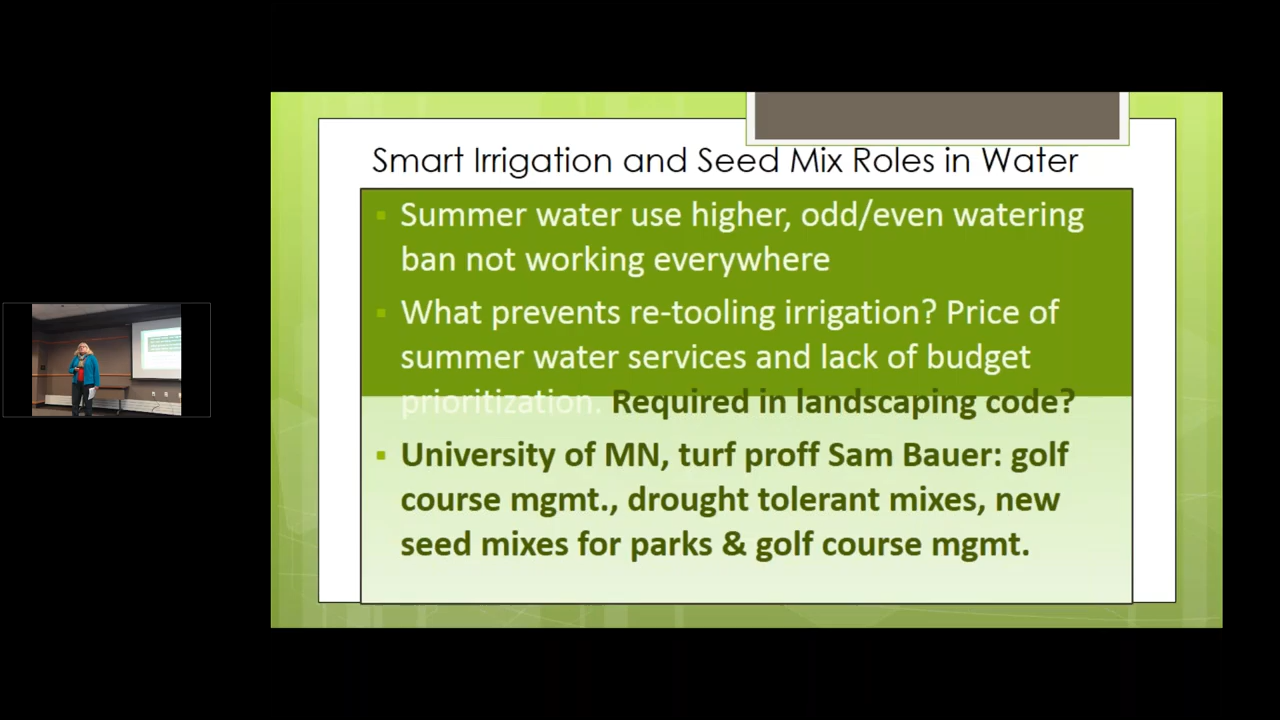 Smart Irrigation and Seed Mix Roles in Water
Summer water use higher, odd/even watering
ban not working everywhere
What prevents re-tooling irrigation? Price of
summer water services and lack of budget
prioritization. Required in landscaping code?
University of MN, turf proff Sam Bauer: golf
course mgmt., drought tolerant mixes, new
seed mixes for parks & golf course mgmt.